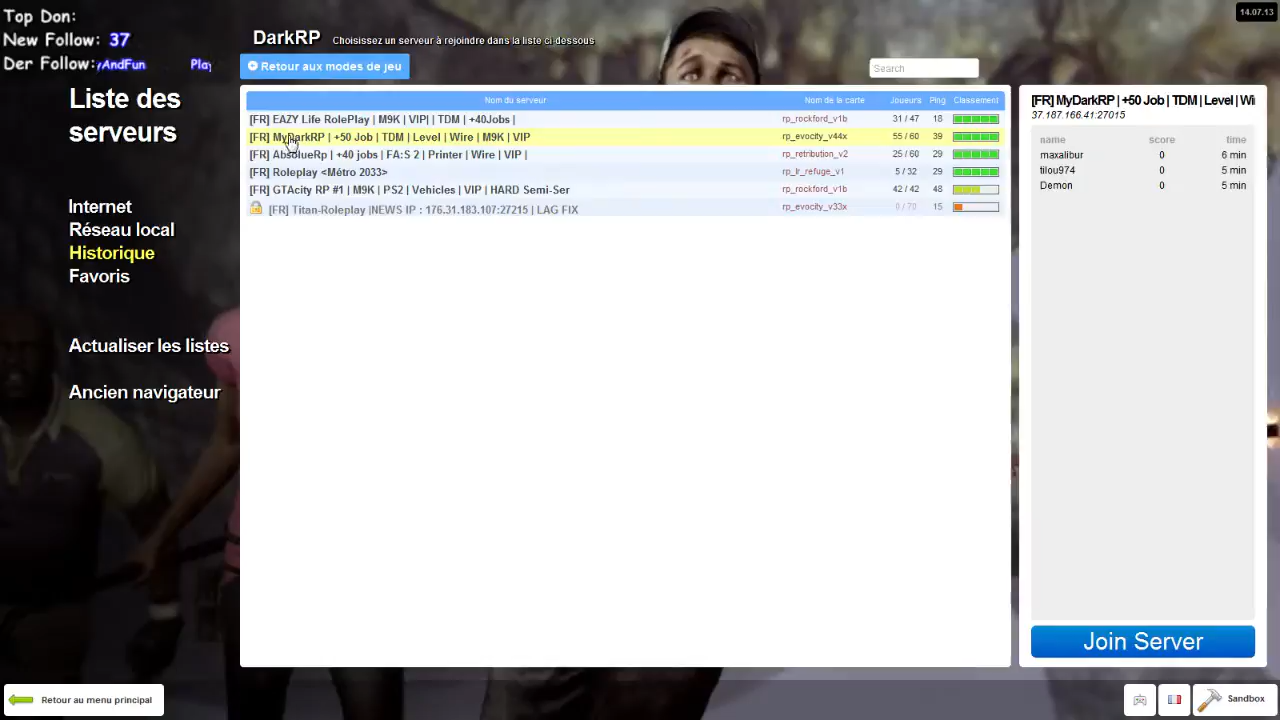 Top Don:
New Follow: 37
Der Follow: rAndFun Play
14.07.13
DarkRP Choisissez un serveur à rejoindre dans la liste ci-dessous
Retour aux modes de jeu
Search
Liste des
serveurs
Internet
Réseau local
Historique
Favoris
Actualiser les listes
Ancien navigateur
Nom du serveur Nom de la carte Joueurs Ping Classement
[FR] EAZY Life RolePlay | M9K | VIP| | TDM | +40Jobs | rp_rockford_v1b 31 / 47 18
[FR] MyDarkRP | +50 Job | TDM | Level | Wire | M9K | VIP rp_evocity_v44x 55 / 60 39
[FR] AbsolueRp | +40 jobs | FA:S 2 | Printer | Wire | VIP | rp_retribution_v2 25 / 60 29
[FR] Roleplay <Métro 2033> rp_lr_refuge_v1 5 / 32 29
[FR] GTAcity RP #1 | M9K | PS2 | Vehicles | VIP | HARD Semi-Ser rp_rockford_v1b 42 / 42 48
[FR] Titan-Roleplay |NEWS IP : 176.31.183.107:27215 | LAG FIX rp_evocity_v33x 0 / 70 15
[FR] MyDarkRP | +50 Job | TDM | Level | Wi
37.187.166.41:27015
name score time
maxalibur 0 6 min
tilou974 0 5 min
Demon 0 5 min
Join Server
Retour au menu principal
Sandbox